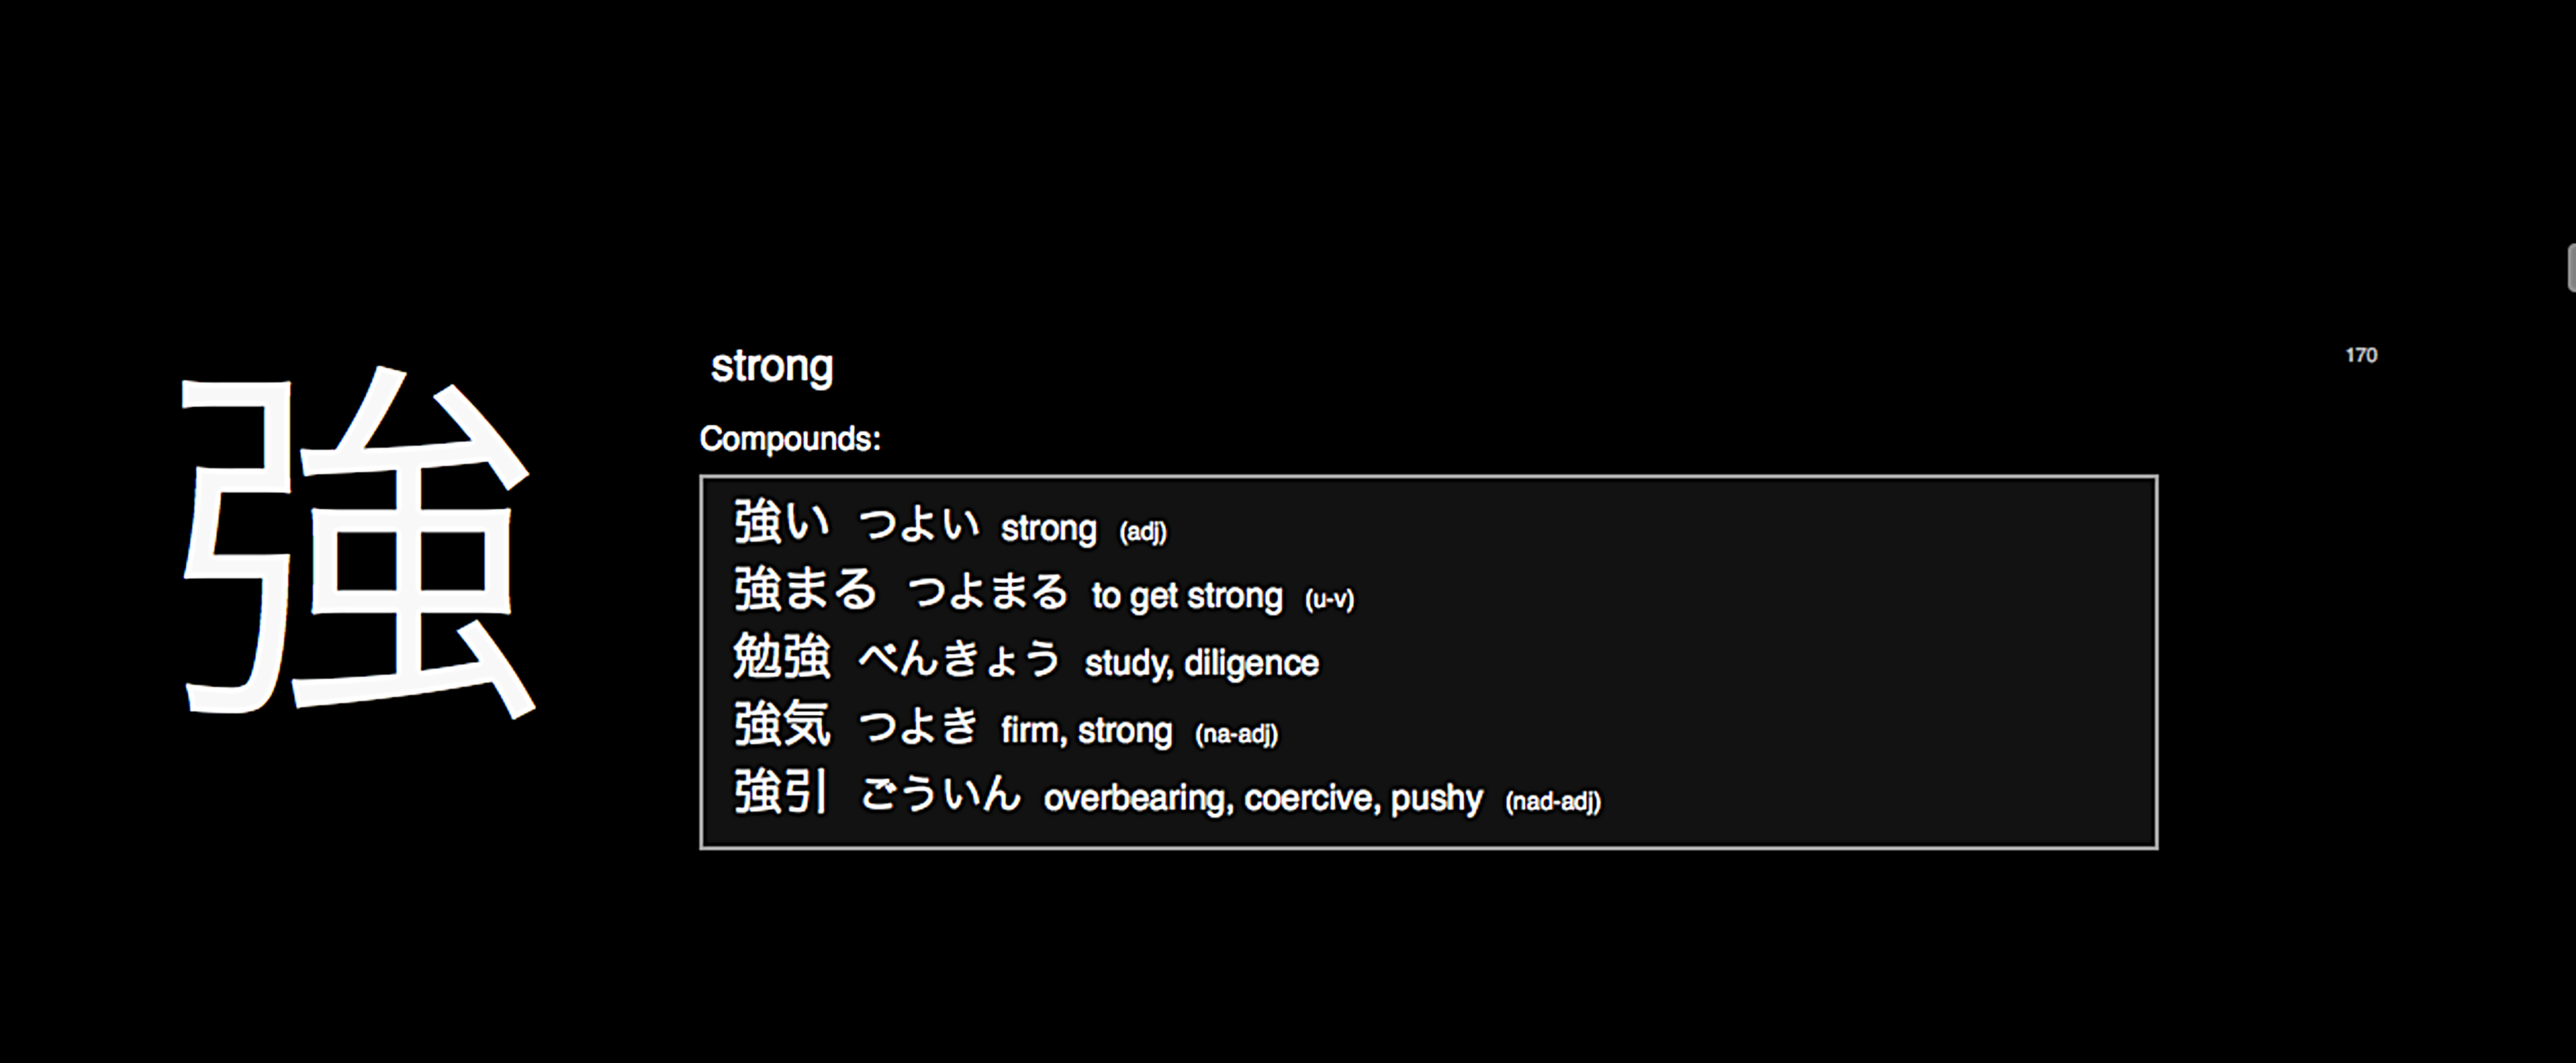 強
strong
170
Compounds:
強い つよい strong (adj)
強まる つよまる to get strong (u-v)
勉強 べんきょう study, diligence
強気 つよき firm, strong (na-adj)
強引 ごういん overbearing, coercive, pushy (nad-adj)